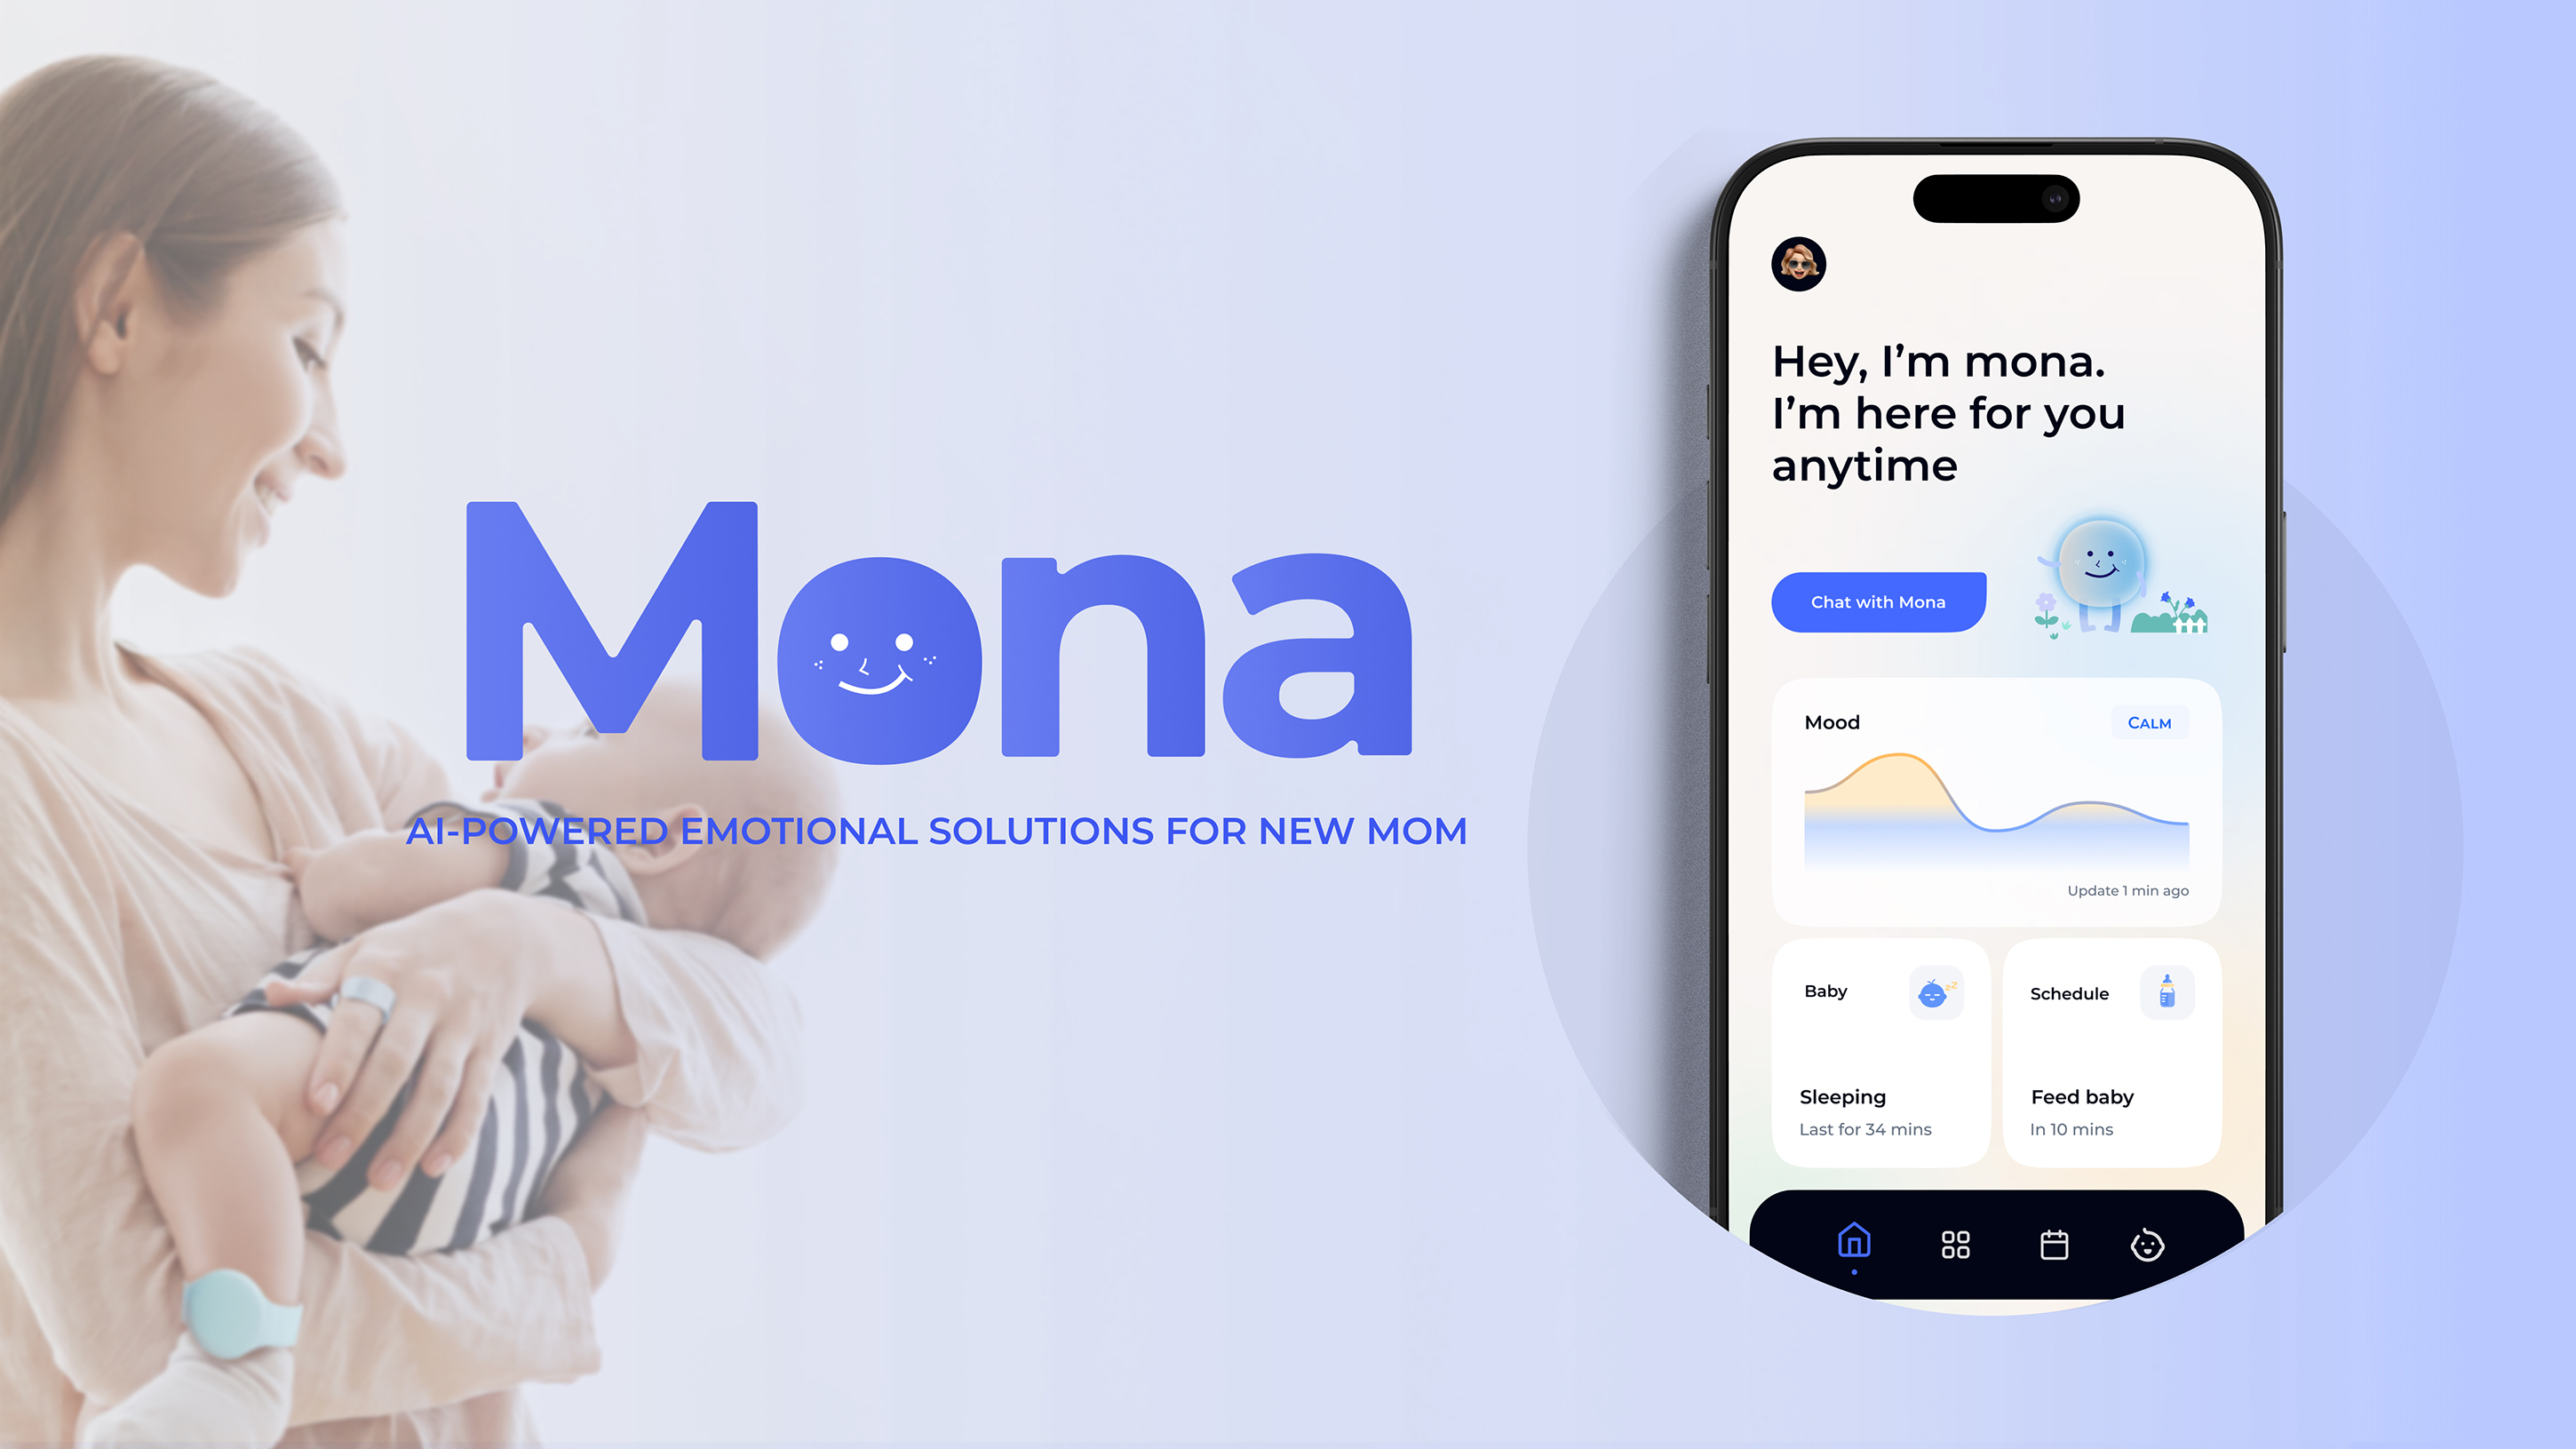 Mona
AI-POWERED EMOTIONAL SOLUTIONS FOR NEW MOM
Hey, I’m mona.
I’m here for you
anytime
Chat with Mona
Mood
CALM
Update 1 min ago
Baby
zZ
Sleeping
Last for 34 mins
Schedule
Feed baby
In 10 mins